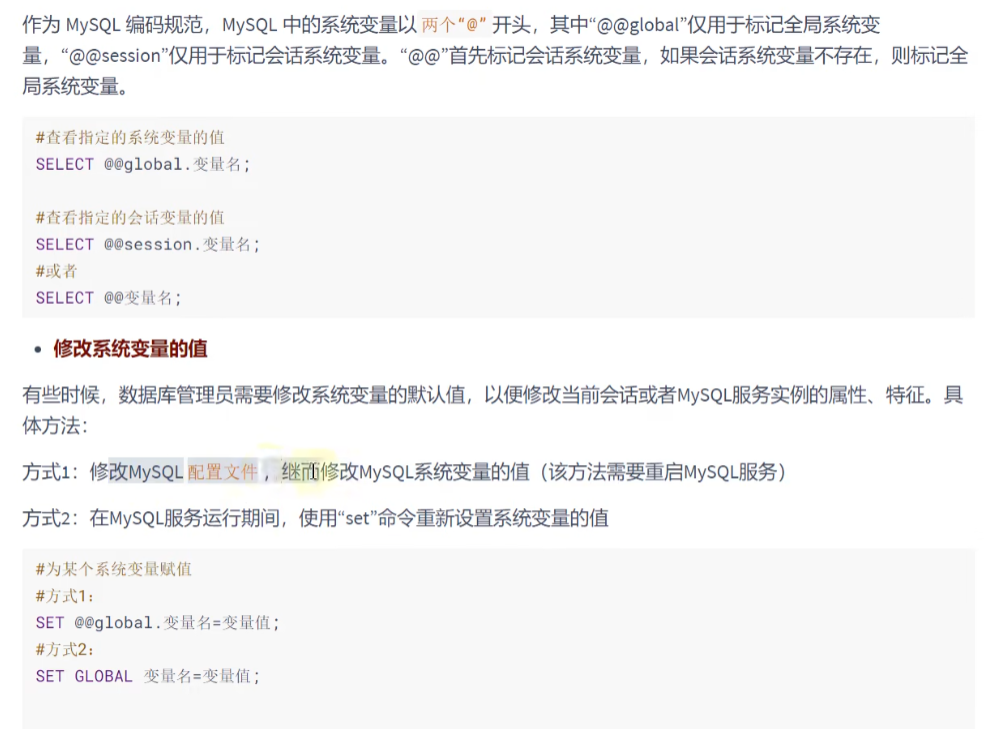 作为 MySQL 编码规范，MySQL 中的系统变量以 两个“@” 开头，其中“@@global”仅用于标记全局系统变
量，“@@session”仅用于标记会话系统变量。“@@”首先标记会话系统变量，如果会话系统变量不存在，则标记全
局系统变量。
#查看指定的系统变量的值
SELECT @@global.变量名;
#查看指定的会话变量的值
SELECT @@session.变量名;
#或者
SELECT @@变量名;
• 修改系统变量的值
有些时候，数据库管理员需要修改系统变量的默认值，以便修改当前会话或者MySQL服务实例的属性、特征。具
体方法：
方式1：修改MySQL 配置文件 ，继而修改MySQL系统变量的值（该方法需要重启MySQL服务）
方式2：在MySQL服务运行期间，使用“set”命令重新设置系统变量的值
#为某个系统变量赋值
#方式1：
SET @@global.变量名=变量值;
#方式2：
SET GLOBAL 变量名=变量值;